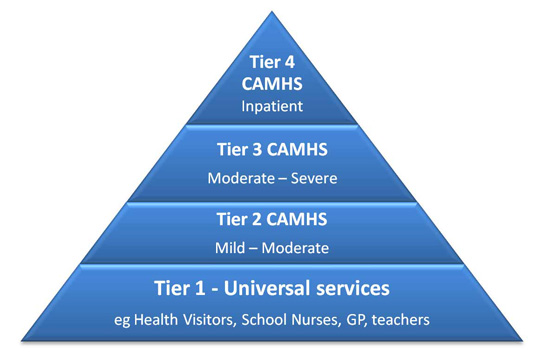 Tier 4
CAMHS
Inpatient
Tier 3 CAMHS
Moderate – Severe
Tier 2 CAMHS
Mild – Moderate
Tier 1 - Universal services
eg Health Visitors, School Nurses, GP, teachers